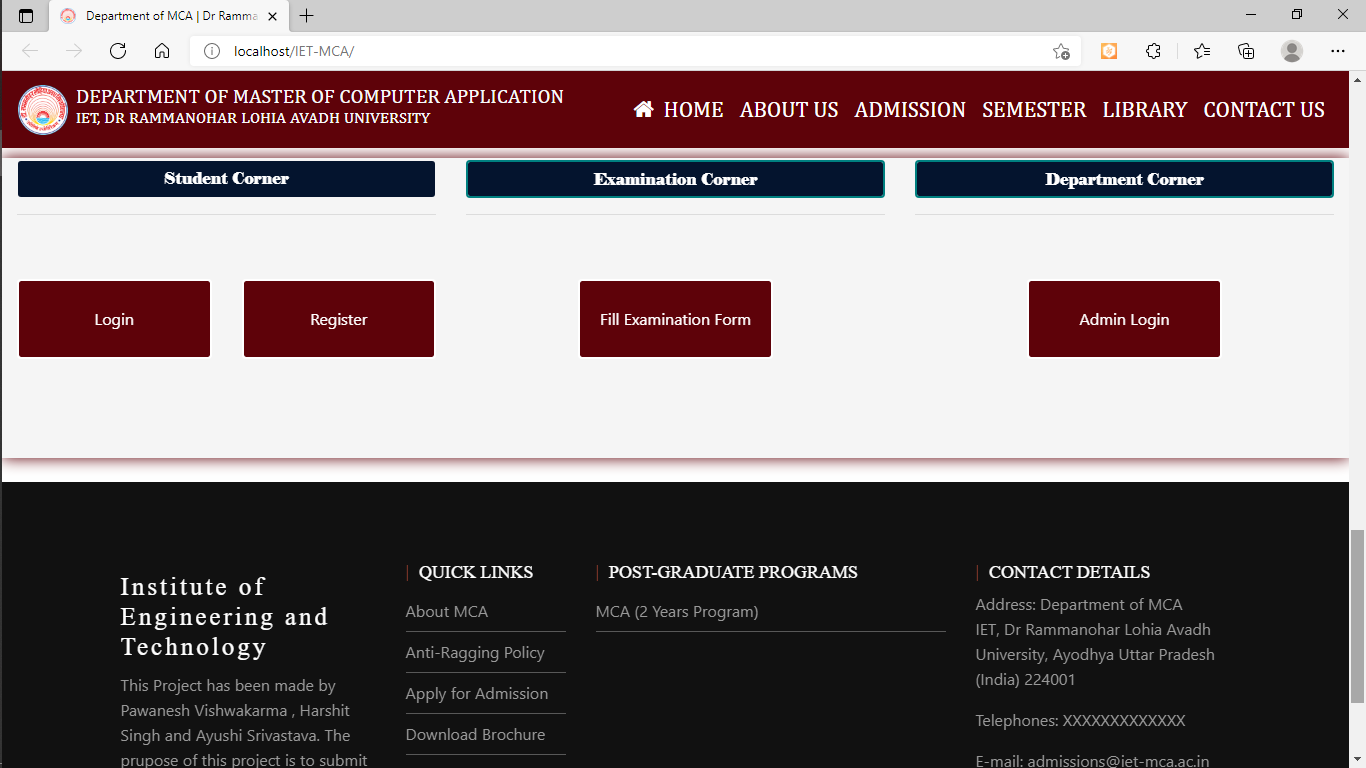 Department of MCA | Dr Ramma
localhost/IET-MCA/
DEPARTMENT OF MASTER OF COMPUTER APPLICATION
IET, DR RAMMANOHAR LOHIA AVADH UNIVERSITY
HOME ABOUT US ADMISSION SEMESTER LIBRARY CONTACT US
Student Corner
Examination Corner
Department Corner
Login
Register
Fill Examination Form
Admin Login
Institute of
Engineering and
Technology
This Project has been made by
Pawanesh Vishwakarma , Harshit
Singh and Ayushi Srivastava. The
prupose of this project is to submit
QUICK LINKS
About MCA
Anti-Ragging Policy
Apply for Admission
Download Brochure
POST-GRADUATE PROGRAMS
MCA (2 Years Program)
CONTACT DETAILS
Address: Department of MCA
IET, Dr Rammanohar Lohia Avadh
University, Ayodhya Uttar Pradesh
(India) 224001
Telephones: XXXXXXXXXXXXX
E-mail: admissions@iet-mca.ac.in